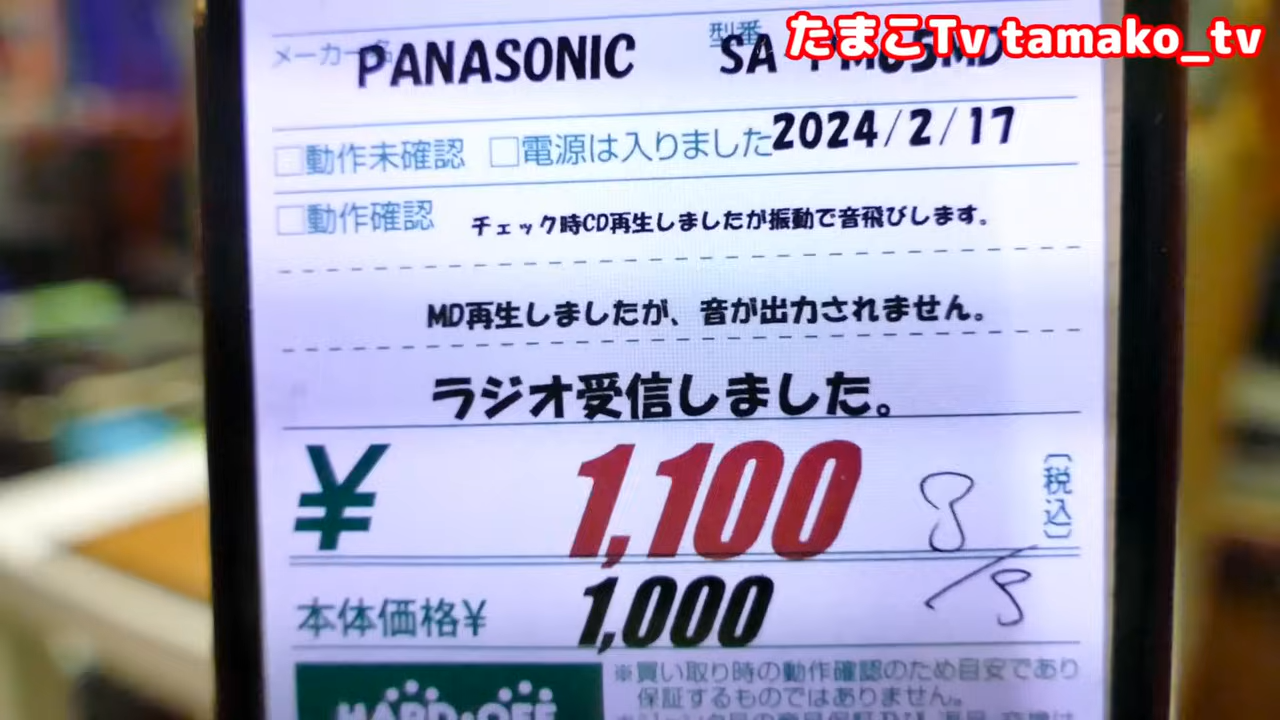 たまこTv tamako_tv
メーカー名 PANASONIC 型番 SA
□動作未確認 □電源は入りました 2024/2/17
□動作確認 チェック時CD再生しましたが振動で音飛びします。
MD再生しましたが、音が出力されません。
ラジオ受信しました。
¥ 1,100 〔税込〕
本体価格¥ 1,000
HARD・OFF
※買い取り時の動作確認のため目安であり
保証するものではありません。